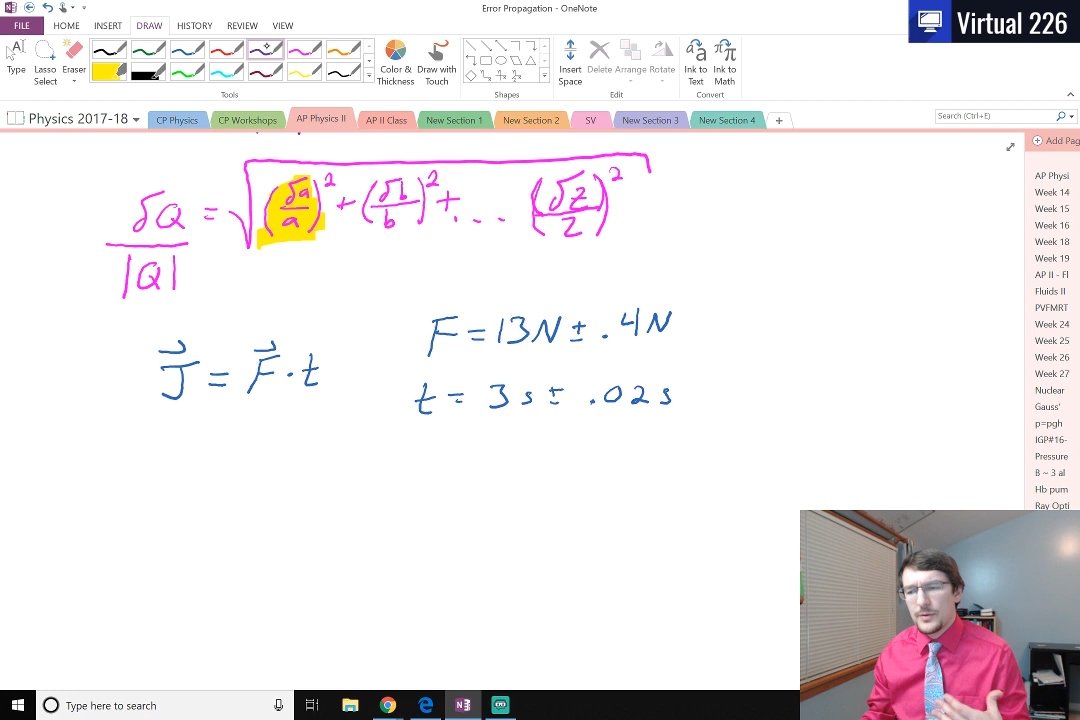 Error Propagation - OneNote
Virtual 226
FILE HOME INSERT DRAW HISTORY REVIEW VIEW
Type
Lasso Select
Eraser
Color & Thickness
Draw with Touch
Insert Space
Delete
Arrange
Rotate
Ink to Text
Ink to Math
Tools
Shapes
Edit
Convert
Physics 2017-18
CP Physics
CP Workshops
AP Physics II
AP II Class
New Section 1
New Section 2
SV
New Section 3
New Section 4
Search (Ctrl+E)
Add Pag
AP Physi
Week 14
Week 15
Week 16
Week 18
Week 19
AP II - Fl
Fluids II
PVFMRT
Week 24
Week 25
Week 26
Week 27
Nuclear
Gauss'
p=pgh
IGP#16-
Pressure
B ~ 3 al
Hb pum
Ray Opti
δQ/|Q| = √((δa/a)² + (δb/b)² + ... (δz/z)²)
F = 13N ± .4N
J⃗ = F⃗ · t
t = 3s ± .02s
Type here to search